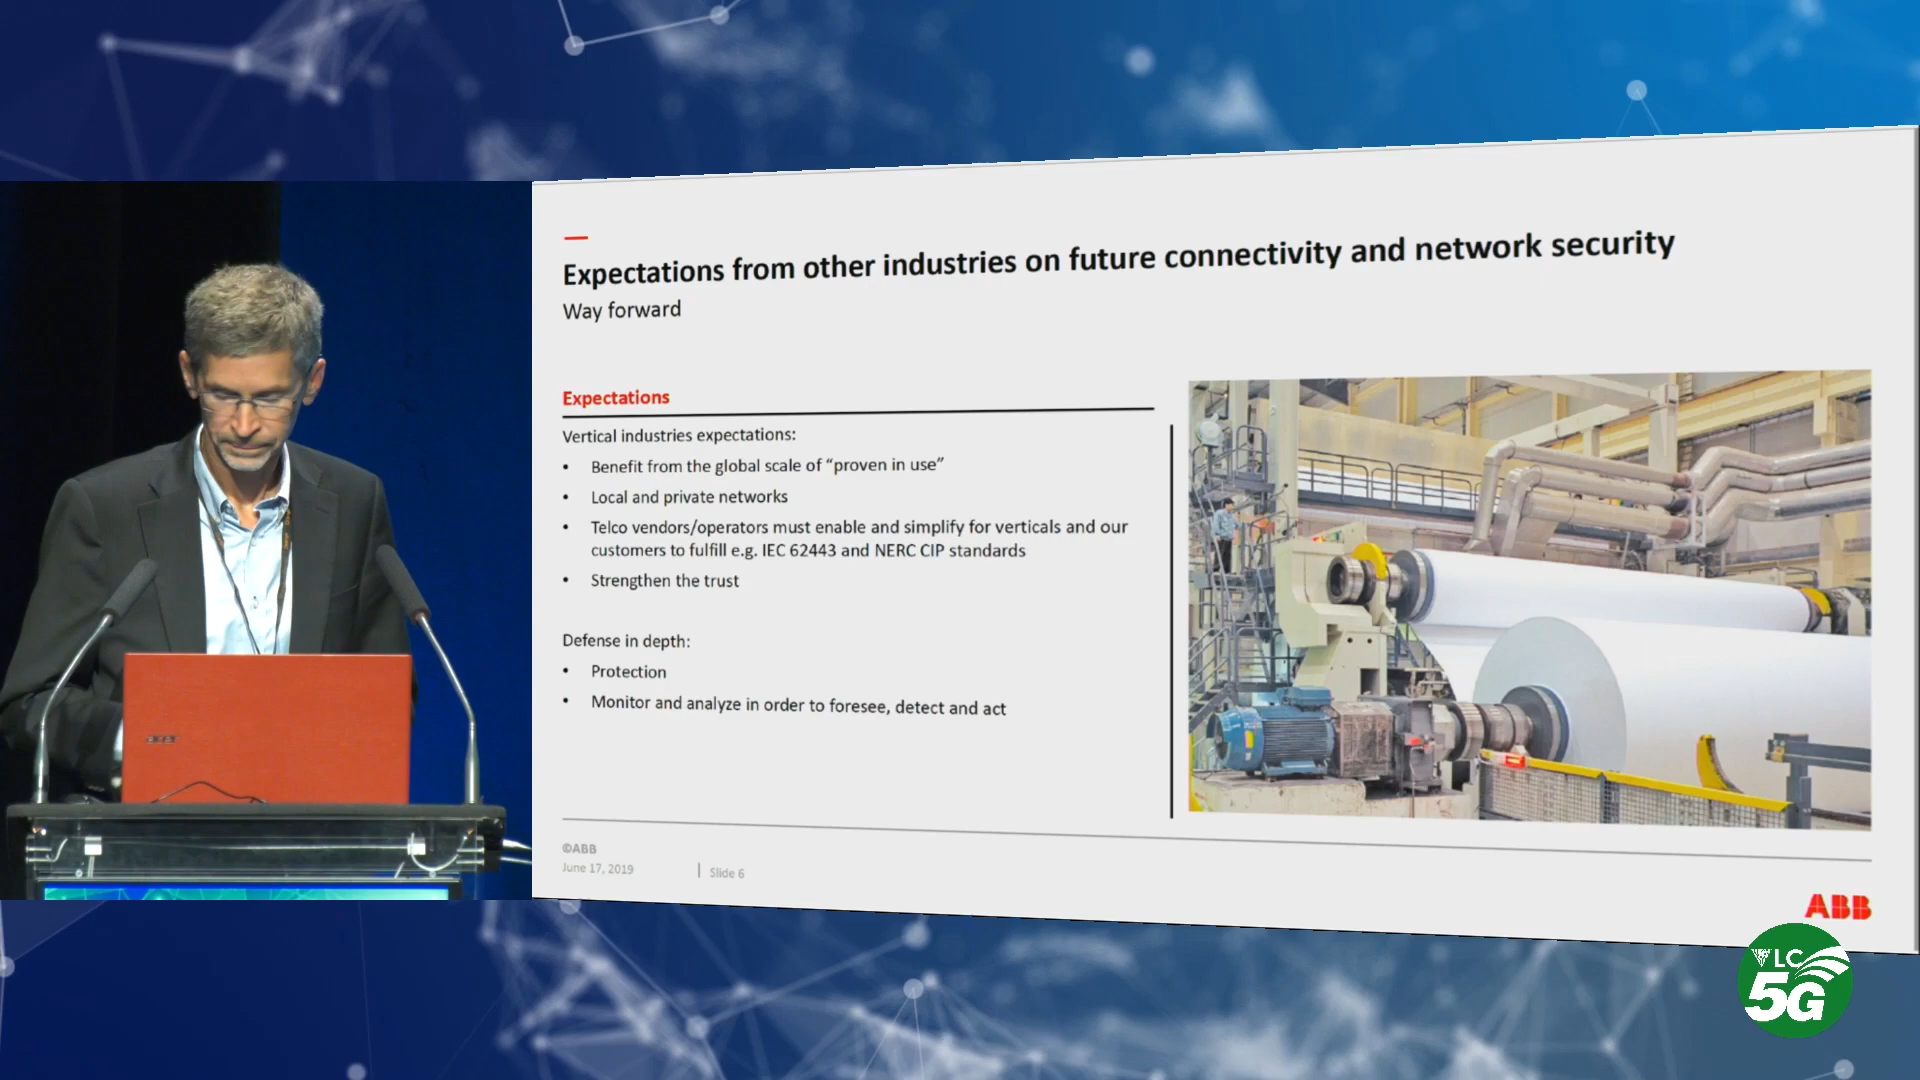 Expectations from other industries on future connectivity and network security
Way forward
Expectations
Vertical industries expectations:
• Benefit from the global scale of “proven in use”
• Local and private networks
• Telco vendors/operators must enable and simplify for verticals and our
customers to fulfill e.g. IEC 62443 and NERC CIP standards
• Strengthen the trust
Defense in depth:
• Protection
• Monitor and analyze in order to foresee, detect and act
©ABB
June 17, 2019 | Slide 6
ABB
acer
VLC
5G